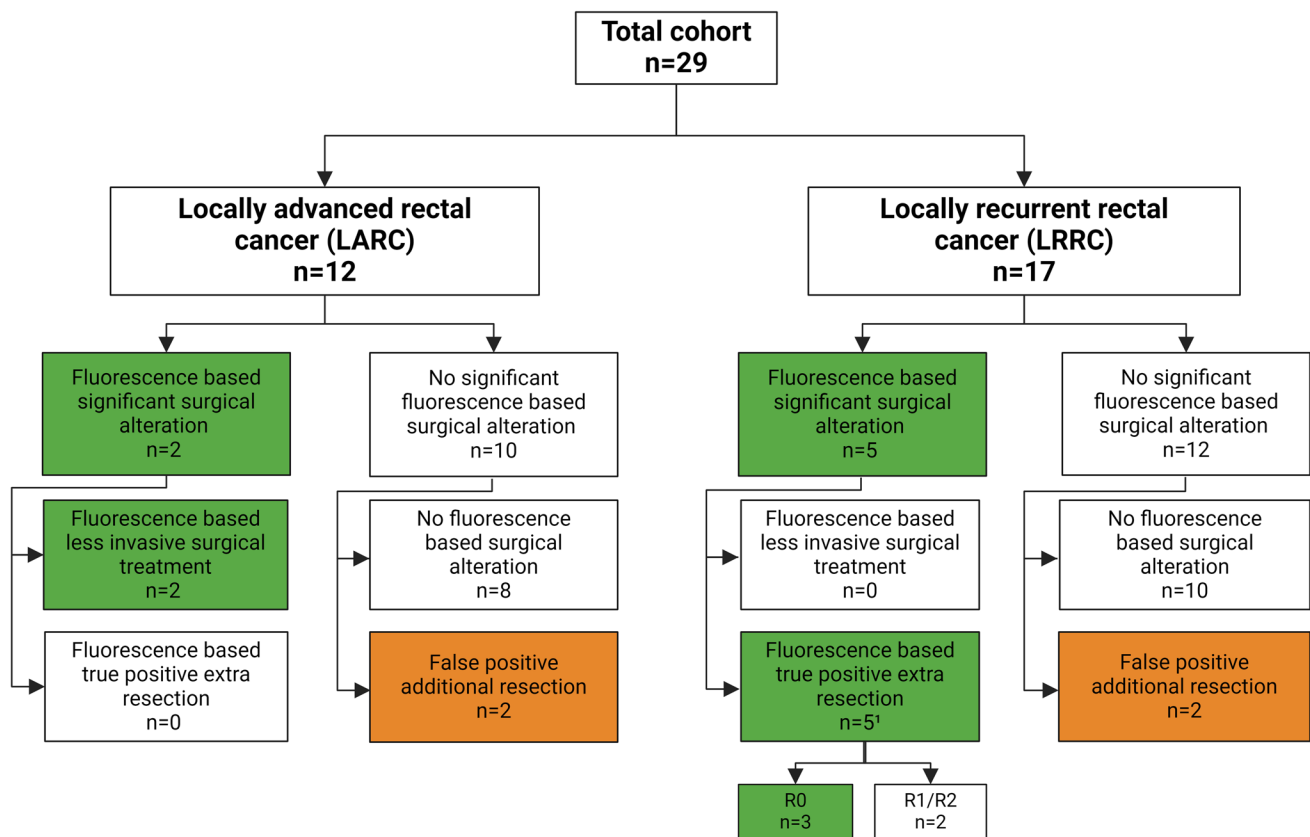 Total cohort
n=29
Locally advanced rectal
cancer (LARC)
n=12
Locally recurrent rectal
cancer (LRRC)
n=17
Fluorescence based
significant surgical
alteration
n=2
No significant
fluorescence based
surgical alteration
n=10
Fluorescence based
significant surgical
alteration
n=5
No significant
fluorescence based
surgical alteration
n=12
Fluorescence based
less invasive surgical
treatment
n=2
No fluorescence
based surgical
alteration
n=8
Fluorescence based
less invasive surgical
treatment
n=0
No fluorescence
based surgical
alteration
n=10
Fluorescence based
true positive extra
resection
n=0
False positive
additional resection
n=2
Fluorescence based
true positive extra
resection
n=5¹
False positive
additional resection
n=2
R0
n=3
R1/R2
n=2